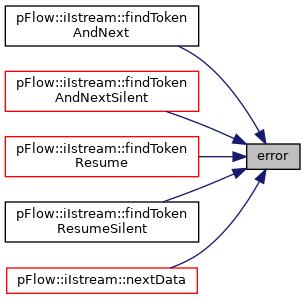 pFlow::iIstream::findToken
AndNext
pFlow::iIstream::findToken
AndNextSilent
pFlow::iIstream::findToken
Resume
pFlow::iIstream::findToken
ResumeSilent
pFlow::iIstream::nextData
error